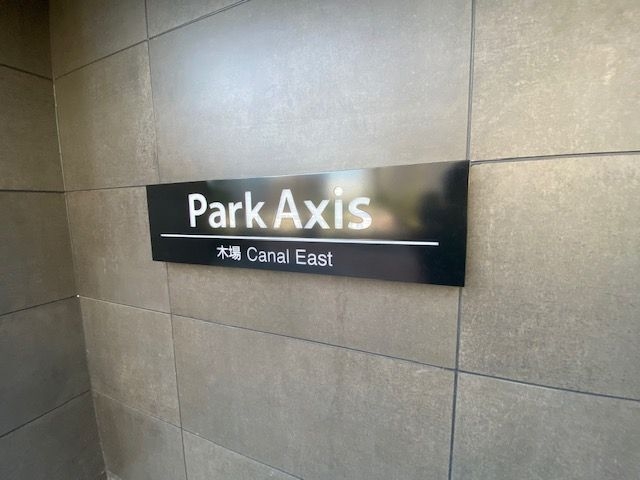 Park Axis
木場 Canal East